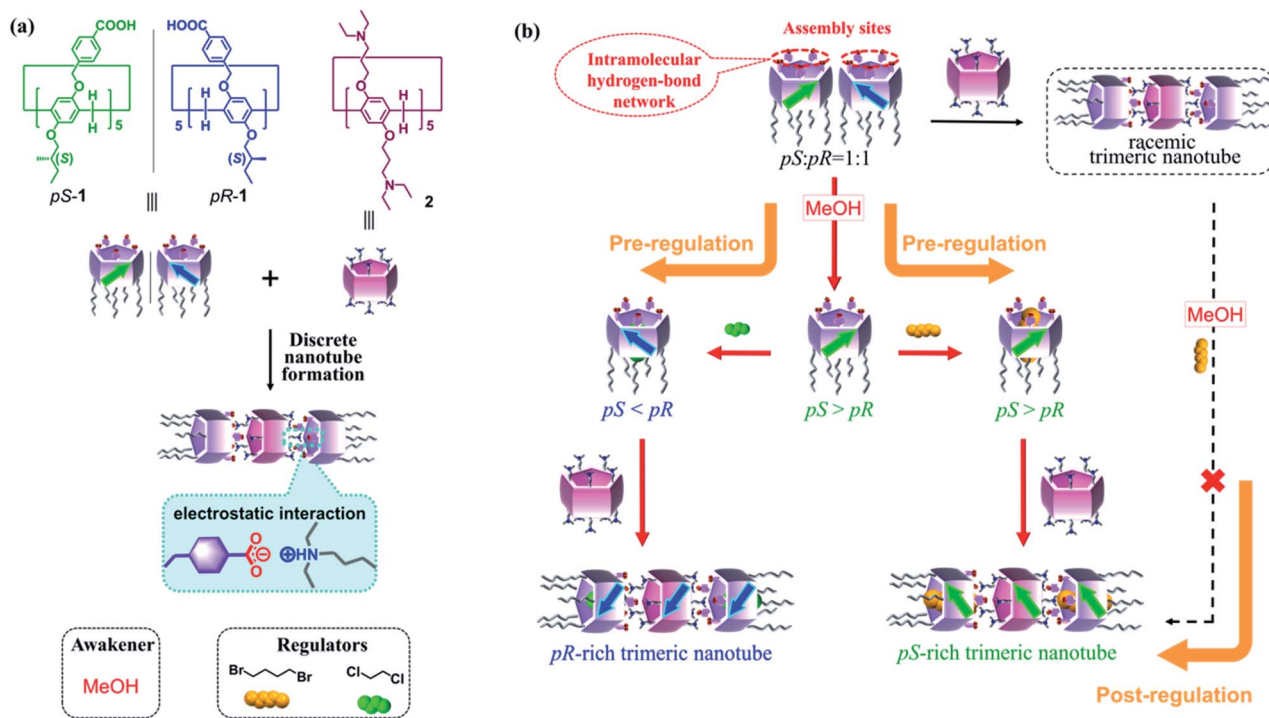 (a)
COOH
HOOC
O
O
H
H
5
5
H
H
O
O
(S)
(S)
pS-1
pR-1
N
O
H
H
5
O
N
2
+
Discrete
nanotube
formation
electrostatic interaction
O
O
⊖
⊕HN
Awakener
MeOH
Regulators
Br
Br
Cl
Cl
(b)
Assembly sites
Intramolecular
hydrogen-bond
network
pS:pR=1:1
racemic
trimeric nanotube
MeOH
Pre-regulation
Pre-regulation
MeOH
pS < pR
pS > pR
pS > pR
pR-rich trimeric nanotube
pS-rich trimeric nanotube
Post-regulation